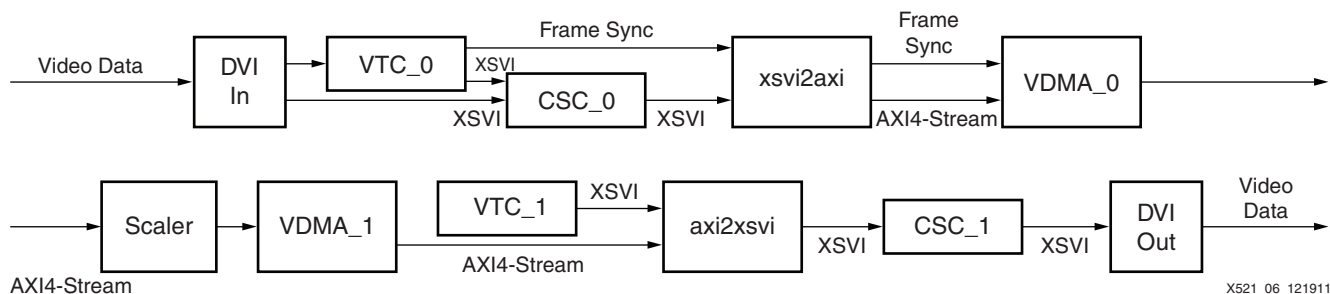 Video Data
DVI
In
VTC_0
Frame Sync
XSVI
XSVI
CSC_0
XSVI
xsvi2axi
Frame
Sync
AXI4-Stream
VDMA_0
AXI4-Stream
Scaler
VDMA_1
VTC_1
XSVI
AXI4-Stream
axi2xsvi
XSVI
CSC_1
XSVI
DVI
Out
Video
Data
X521_06_121911